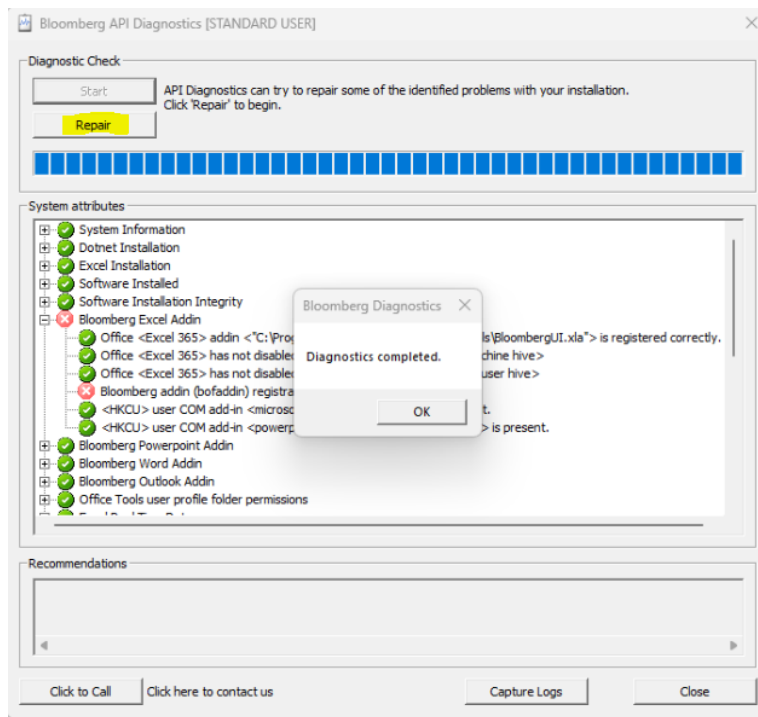 Bloomberg API Diagnostics [STANDARD USER]
Diagnostic Check
Start
API Diagnostics can try to repair some of the identified problems with your installation.
Click 'Repair' to begin.
Repair
System attributes
System Information
Dotnet Installation
Excel Installation
Software Installed
Software Installation Integrity
Bloomberg Excel Addin
Office <Excel 365> addin <"C:\Prog ls\BloombergUI.xla"> is registered correctly.
Office <Excel 365> has not disable chine hive>
Office <Excel 365> has not disable user hive>
Bloomberg addin (bofaddin) registra t.
<HKCU> user COM add-in <microso
<HKCU> user COM add-in <powerp > is present.
Bloomberg Diagnostics
Diagnostics completed.
OK
Bloomberg Powerpoint Addin
Bloomberg Word Addin
Bloomberg Outlook Addin
Office Tools user profile folder permissions
Recommendations
Click to Call
Click here to contact us
Capture Logs
Close